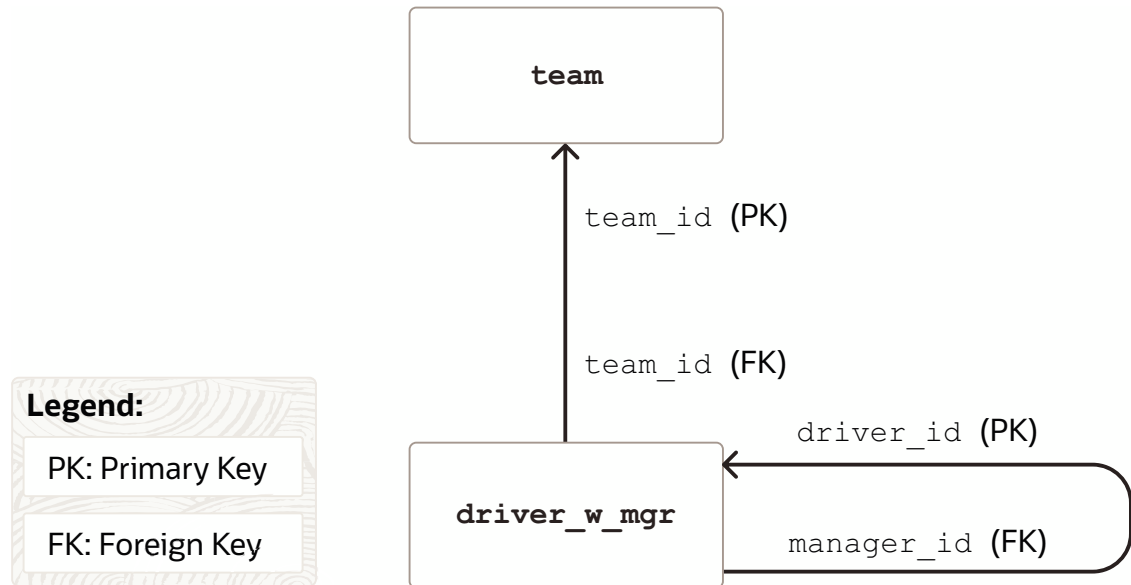 team
team_id (PK)
team_id (FK)
Legend:
PK: Primary Key
FK: Foreign Key
driver_id (PK)
driver_w_mgr
manager_id (FK)